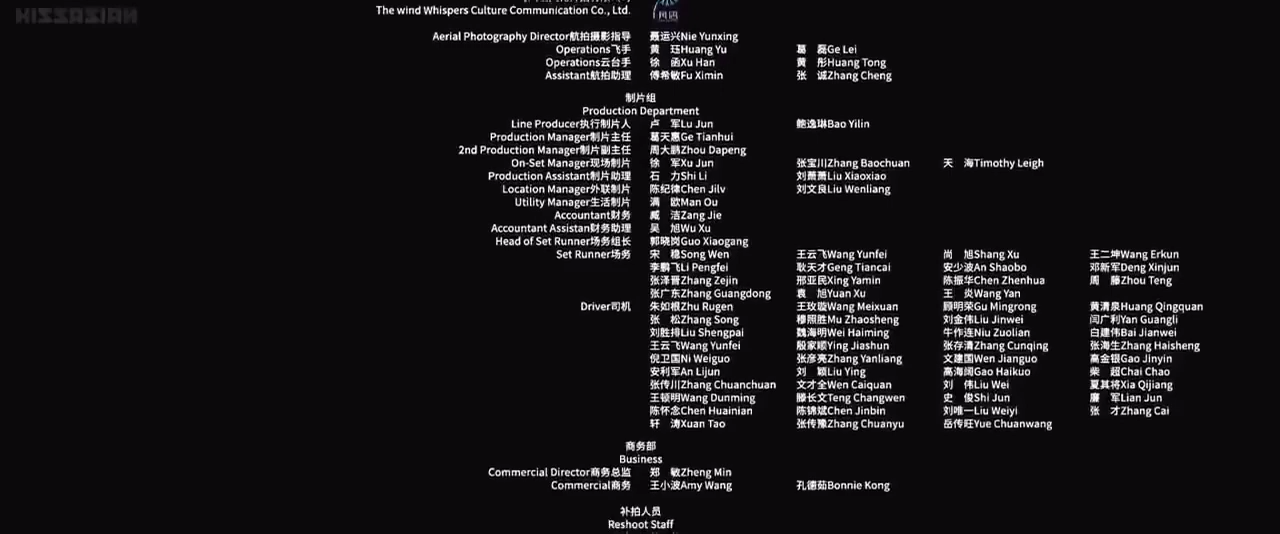 KISSASIAN
The wind Whispers Culture Communication Co., Ltd. 风语
Aerial Photography Director航拍摄影指导 聂运兴Nie Yunxing
Operations飞手 黄 珏Huang Yu 葛 磊Ge Lei
Operations云台手 徐 函Xu Han 黄 彤Huang Tong
Assistant航拍助理 傅希敏Fu Ximin 张 诚Zhang Cheng
制片组
Production Department
Line Producer执行制片人 卢 军Lu Jun 鲍逸琳Bao Yilin
Production Manager制片主任 葛天惠Ge Tianhui
2nd Production Manager制片副主任 周大鹏Zhou Dapeng
On-Set Manager现场制片 徐 军Xu Jun 张宝川Zhang Baochuan 天 海Timothy Leigh
Production Assistant制片助理 石 力Shi Li 刘萧萧Liu Xiaoxiao
Location Manager外联制片 陈纪律Chen Jilv 刘文良Liu Wenliang
Utility Manager生活制片 满 欧Man Ou
Accountant财务 臧 洁Zang Jie
Accountant Assistan财务助理 吴 旭Wu Xu
Head of Set Runner场务组长 郭晓岗Guo Xiaogang
Set Runner场务 宋 稳Song Wen 王云飞Wang Yunfei 尚 旭Shang Xu 王二坤Wang Erkun
李鹏飞Li Pengfei 耿天才Geng Tiancai 安少波An Shaobo 邓新军Deng Xinjun
张泽晋Zhang Zejin 邢亚民Xing Yamin 陈振华Chen Zhenhua 周 藤Zhou Teng
张广东Zhang Guangdong 袁 旭Yuan Xu 王 炎Wang Yan
Driver司机 朱如根Zhu Rugen 王玫璇Wang Meixuan 顾明荣Gu Mingrong 黄清泉Huang Qingquan
张 松Zhang Song 穆照胜Mu Zhaosheng 刘金伟Liu Jinwei 闫广利Yan Guangli
刘胜排Liu Shengpai 魏海明Wei Haiming 牛作连Niu Zuolian 白建伟Bai Jianwei
王云飞Wang Yunfei 殷家顺Ying Jiashun 张存清Zhang Cunqing 张海生Zhang Haisheng
倪卫国Ni Weiguo 张彦亮Zhang Yanliang 文建国Wen Jianguo 高金银Gao Jinyin
安利军An Lijun 刘 颖Liu Ying 高海阔Gao Haikuo 柴 超Chai Chao
张传川Zhang Chuanchuan 文才全Wen Caiquan 刘 伟Liu Wei 夏其将Xia Qijiang
王顿明Wang Dunming 滕长文Teng Changwen 史 俊Shi Jun 廉 军Lian Jun
陈怀念Chen Huainian 陈锦斌Chen Jinbin 刘唯一Liu Weiyi 张 才Zhang Cai
轩 涛Xuan Tao 张传豫Zhang Chuanyu 岳传旺Yue Chuanwang
商务部
Business
Commercial Director商务总监 郑 敏Zheng Min
Commercial商务 王小波Amy Wang 孔德茹Bonnie Kong
补拍人员
Reshoot Staff